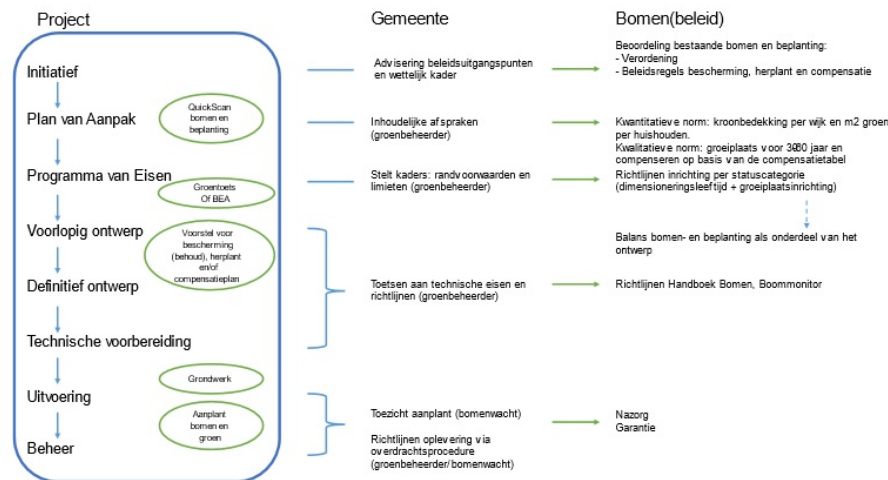 Project
Gemeente
Bomen(beleid)
Initiatief
Advisering beleidsuitgangspunten
en wettelijk kader
Beoordeling bestaande bomen en beplanting:
- Verordening
- Beleidsregels bescherming, herplant en compensatie
Plan van Aanpak
QuickScan
bomen en
beplanting
Inhoudelijke afspraken
(groenbeheerder)
Kwantitatieve norm: kroonbedekking per wijk en m2 groen
per huishouden.
Kwalitatieve norm: groeiplaats voor jaar en
compenseren op basis van de compensatietabel
Programma van Eisen
Groentoets
Of BEA
Stelt kaders: randvoorwaarden en
limieten (groenbeheerder)
Richtlijnen inrichting per statuscategorie
(dimensioneringsleeftijd + groeiplaatsinrichting)
Voorlopig ontwerp
Voorstel voor
bescherming
(behoud), herplant
en/of
compensatieplan
Balans bomen- en beplanting als onderdeel van het
ontwerp
Definitief ontwerp
Toetsen aan technische eisen en
richtlijnen (groenbeheerder)
Richtlijnen Handboek Bomen, Boommonitor
Technische voorbereiding
Uitvoering
Grondwerk
Aanplant
bomen en
groen
Toezicht aanplant (bomenwacht)
Nazorg
Garantie
Beheer
Richtlijnen oplevering via
overdrachtsprocedure
(groenbeheerder/bomenwacht)